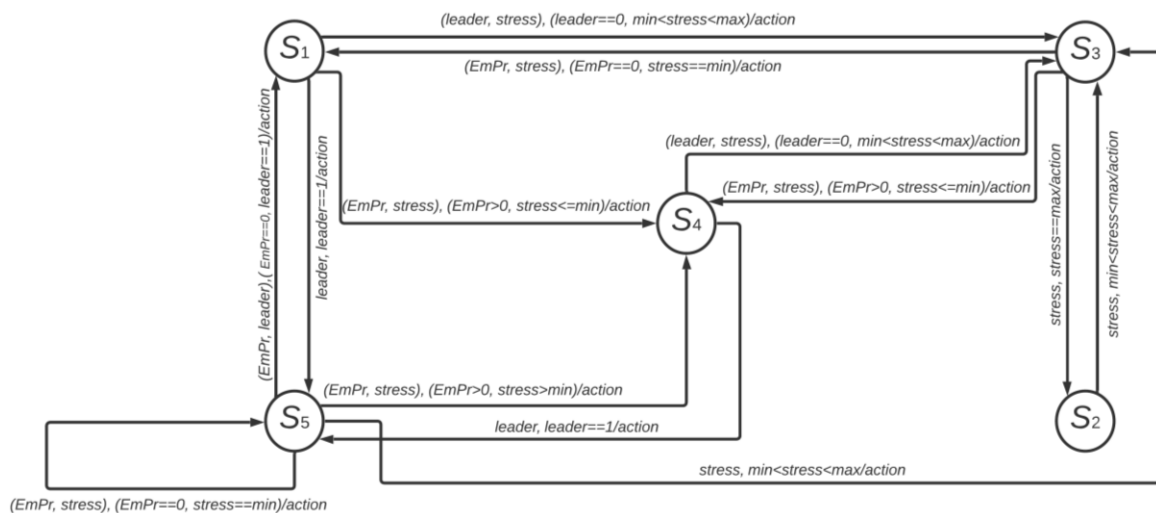 (leader, stress), (leader==0, min<stress<max)/action
S1
S3
(EmPr, stress), (EmPr==0, stress==min)/action
(EmPr, leader),( EmPr==0, leader==1)/action
leader, leader==1/action
(leader, stress), (leader==0, min<stress<max)/action
(EmPr, stress), (EmPr>0, stress<=min)/action
(EmPr, stress), (EmPr>0, stress<=min)/action
S4
stress, stress==max/action
stress, min<stress<max/action
(EmPr, stress), (EmPr>0, stress>min)/action
S5
leader, leader==1/action
S2
stress, min<stress<max/action
(EmPr, stress), (EmPr==0, stress==min)/action